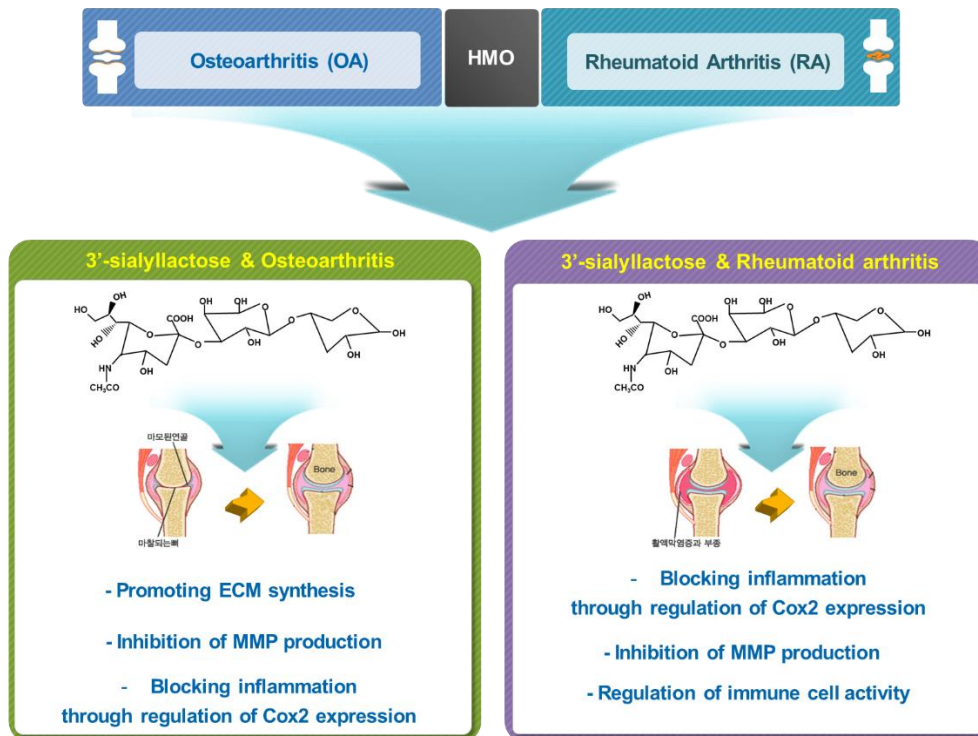 Osteoarthritis (OA)
HMO
Rheumatoid Arthritis (RA)
3'-sialyllactose & Osteoarthritis
HO
OH
OH
HO
COOH
O
O
HN
OH
CH₃CO
OH
OH
O
OH
O
O
OH
OH
마모된연골
마찰되는뼈
Bone
- Promoting ECM synthesis
- Inhibition of MMP production
- Blocking inflammation
through regulation of Cox2 expression
3'-sialyllactose & Rheumatoid arthritis
HO
OH
OH
HO
COOH
O
O
HN
OH
CH₃CO
OH
OH
O
OH
O
O
OH
OH
활액막염증과 부종
Bone
- Blocking inflammation
through regulation of Cox2 expression
- Inhibition of MMP production
- Regulation of immune cell activity